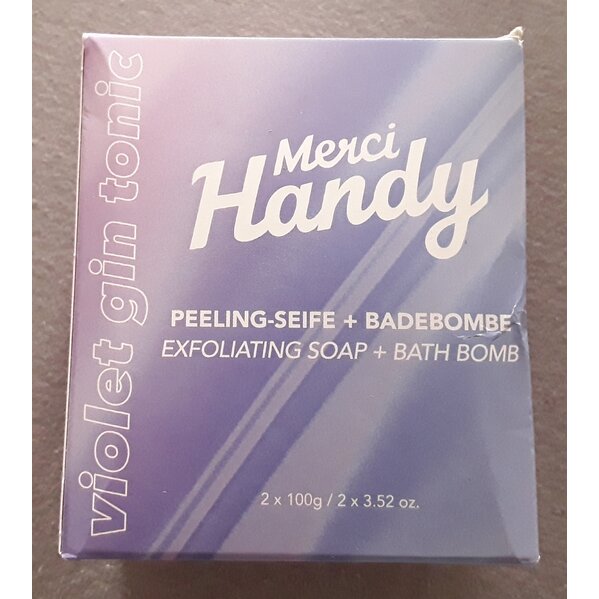 violet gin tonic
Merci
Handy
PEELING-SEIFE + BADEBOMBE
EXFOLIATING SOAP + BATH BOMB
2 x 100g / 2 x 3.52 oz.